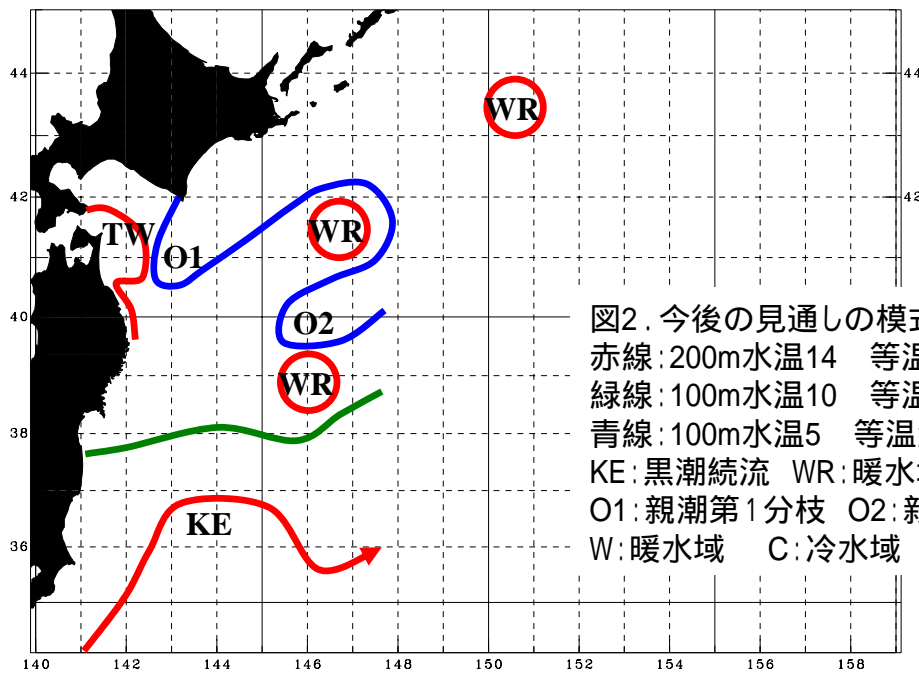 44
44
WR
42
42
TW
WR
O1
40
O2
WR
38
KE
36
図2.今後の見通しの模式
赤線:200m水温14 等温
緑線:100m水温10 等温
青線:100m水温5 等温
KE:黒潮続流 WR:暖水
O1:親潮第1分枝 O2:親
W:暖水域 C:冷水域
140 142 144 146 148 150 152 154 156 158